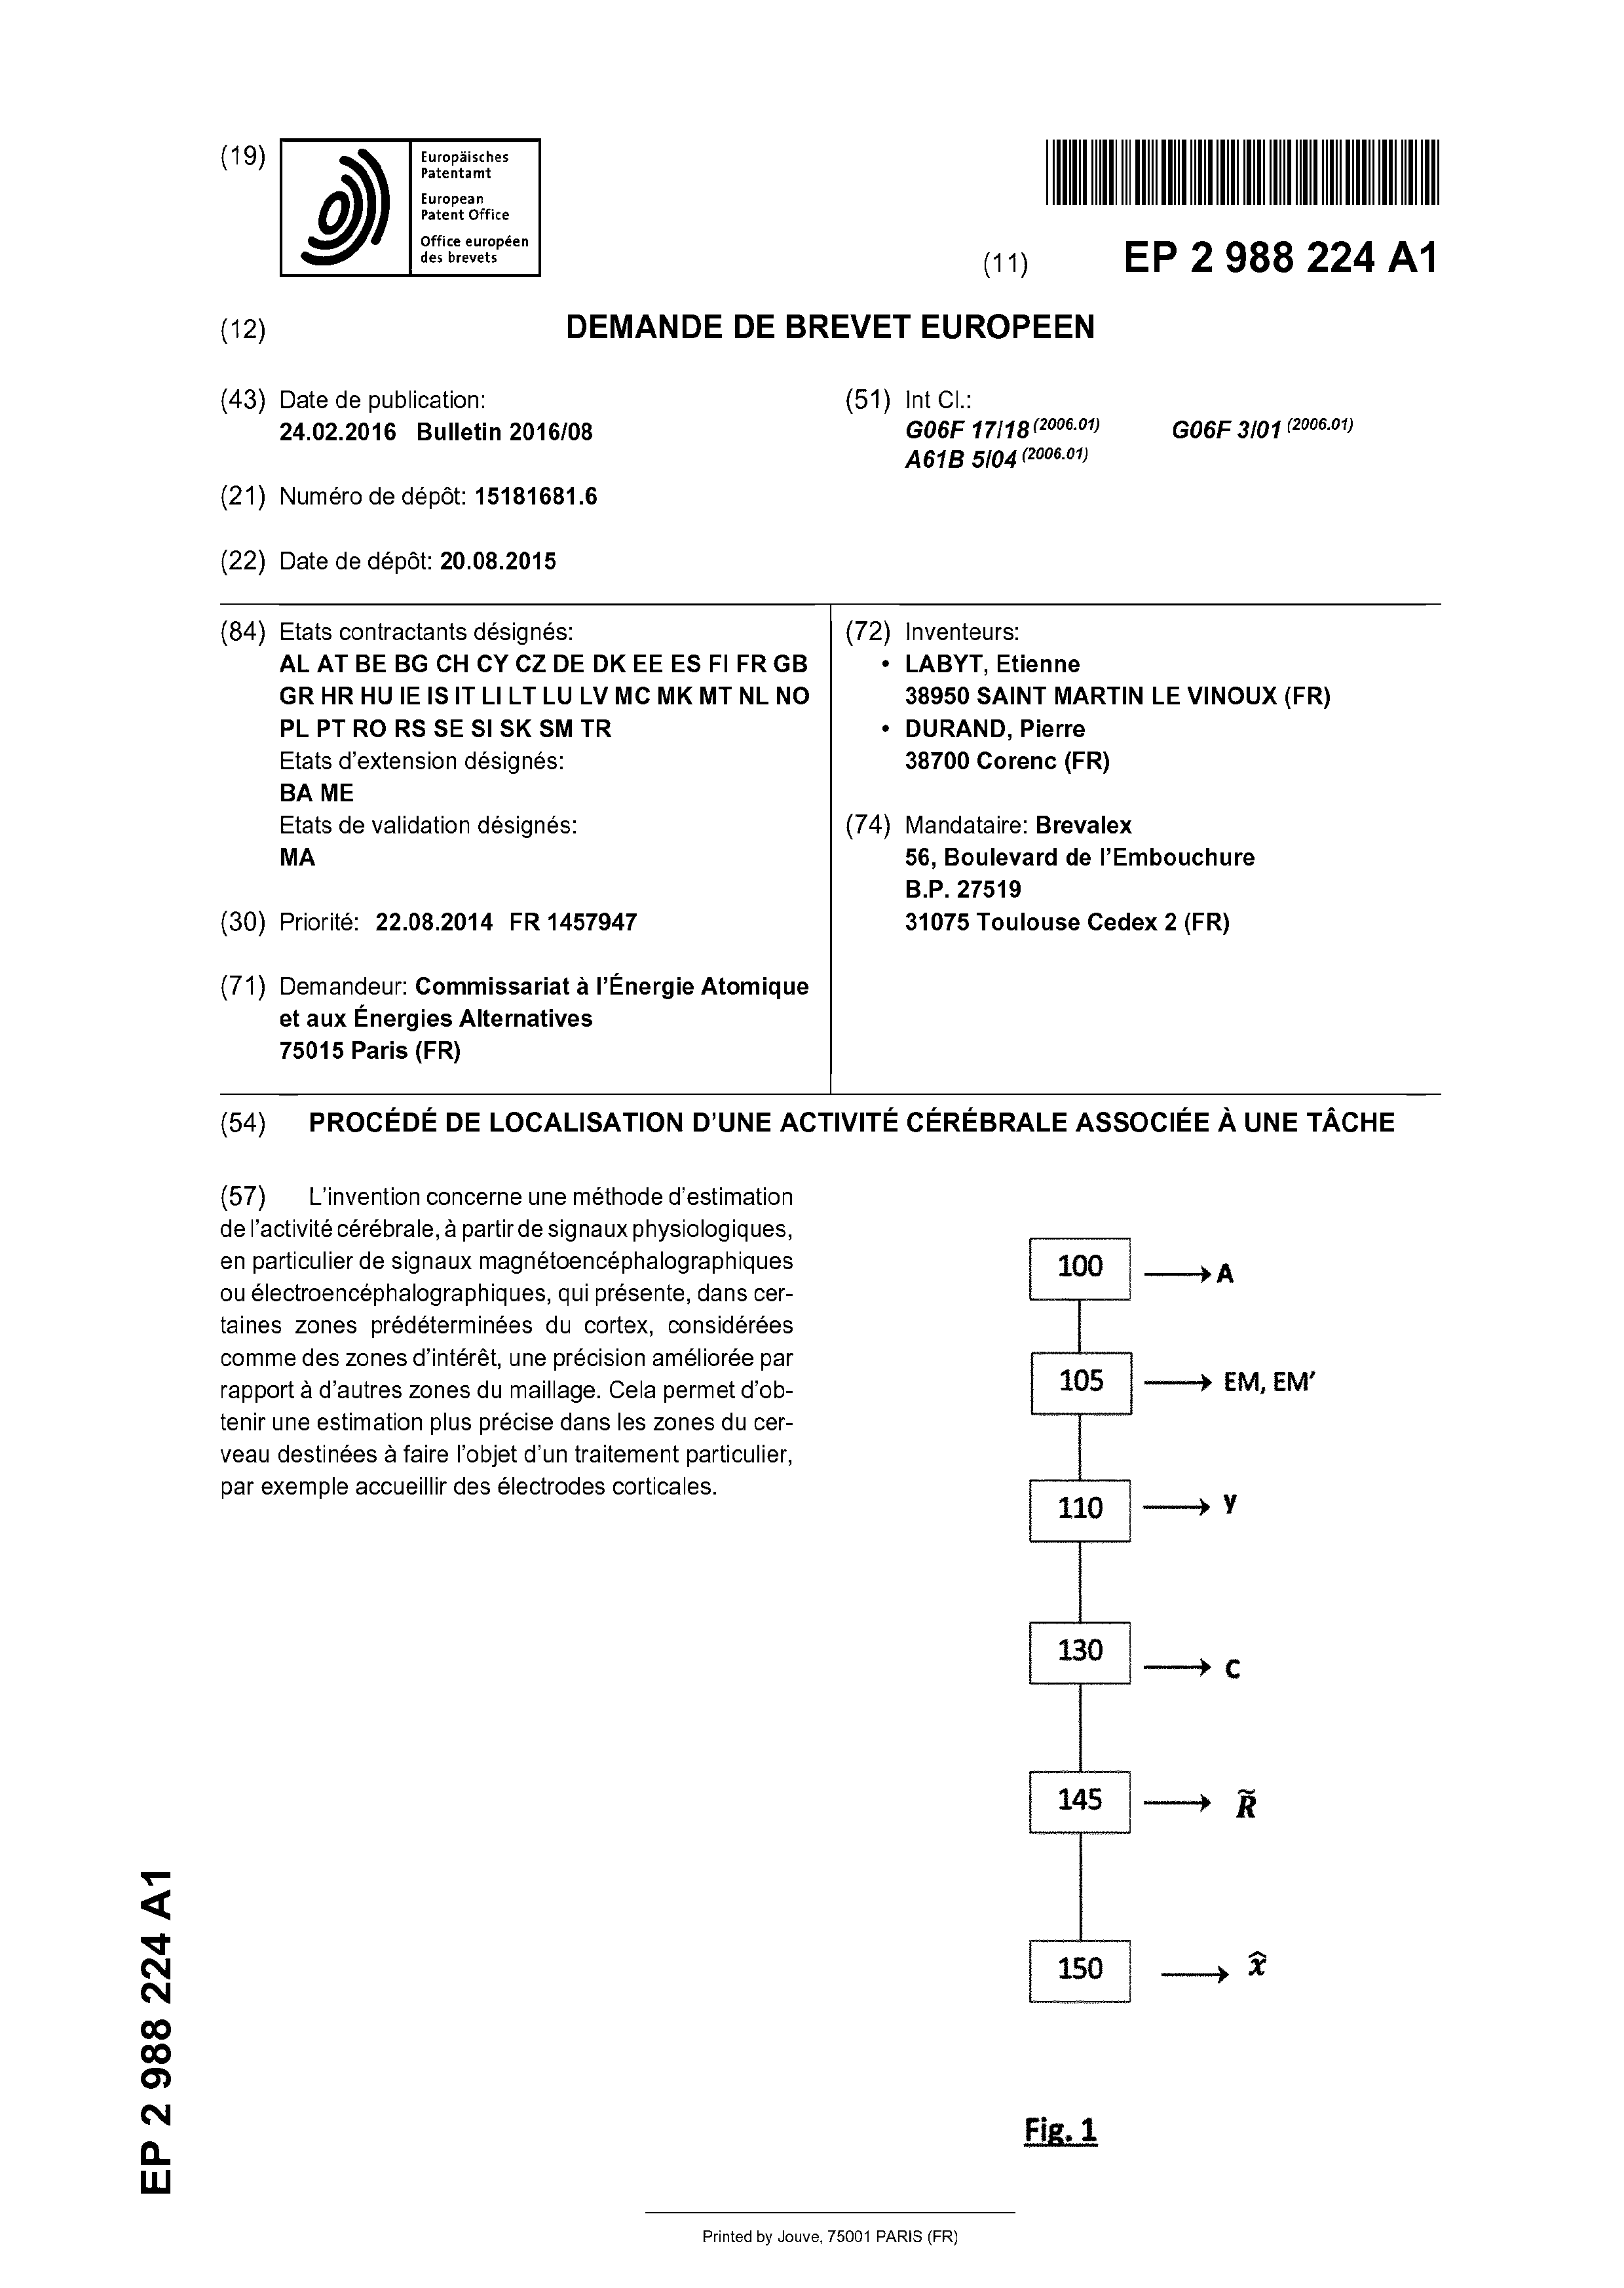 (19)
Europäisches
Patentamt
European
Patent Office
Office européen
des brevets
(11) EP 2 988 224 A1
(12) DEMANDE DE BREVET EUROPEEN
(43) Date de publication:
24.02.2016 Bulletin 2016/08
(21) Numéro de dépôt: 15181681.6
(22) Date de dépôt: 20.08.2015
(51) Int Cl.:
G06F 17/18 (2006.01) G06F 3/01 (2006.01)
A61B 5/04 (2006.01)
(84) Etats contractants désignés:
AL AT BE BG CH CY CZ DE DK EE ES FI FR GB
GR HR HU IE IS IT LI LT LU LV MC MK MT NL NO
PL PT RO RS SE SI SK SM TR
Etats d'extension désignés:
BA ME
Etats de validation désignés:
MA
(30) Priorité: 22.08.2014 FR 1457947
(71) Demandeur: Commissariat à l'Énergie Atomique
et aux Énergies Alternatives
75015 Paris (FR)
(72) Inventeurs:
• LABYT, Etienne
38950 SAINT MARTIN LE VINOUX (FR)
• DURAND, Pierre
38700 Corenc (FR)
(74) Mandataire: Brevalex
56, Boulevard de l'Embouchure
B.P. 27519
31075 Toulouse Cedex 2 (FR)
(54) PROCÉDÉ DE LOCALISATION D'UNE ACTIVITÉ CÉRÉBRALE ASSOCIÉE À UNE TÂCHE
(57) L'invention concerne une méthode d'estimation
de l'activité cérébrale, à partir de signaux physiologiques,
en particulier de signaux magnétoencéphalographiques
ou électroencéphalographiques, qui présente, dans cer-
taines zones prédéterminées du cortex, considérées
comme des zones d'intérêt, une précision améliorée par
rapport à d'autres zones du maillage. Cela permet d'ob-
tenir une estimation plus précise dans les zones du cer-
veau destinées à faire l'objet d'un traitement particulier,
par exemple accueillir des électrodes corticales.
100 → A
105 → EM, EM'
110 → y
130 → C
145 → R̃
150 → x̂
Fig. 1
EP 2 988 224 A1
Printed by Jouve, 75001 PARIS (FR)